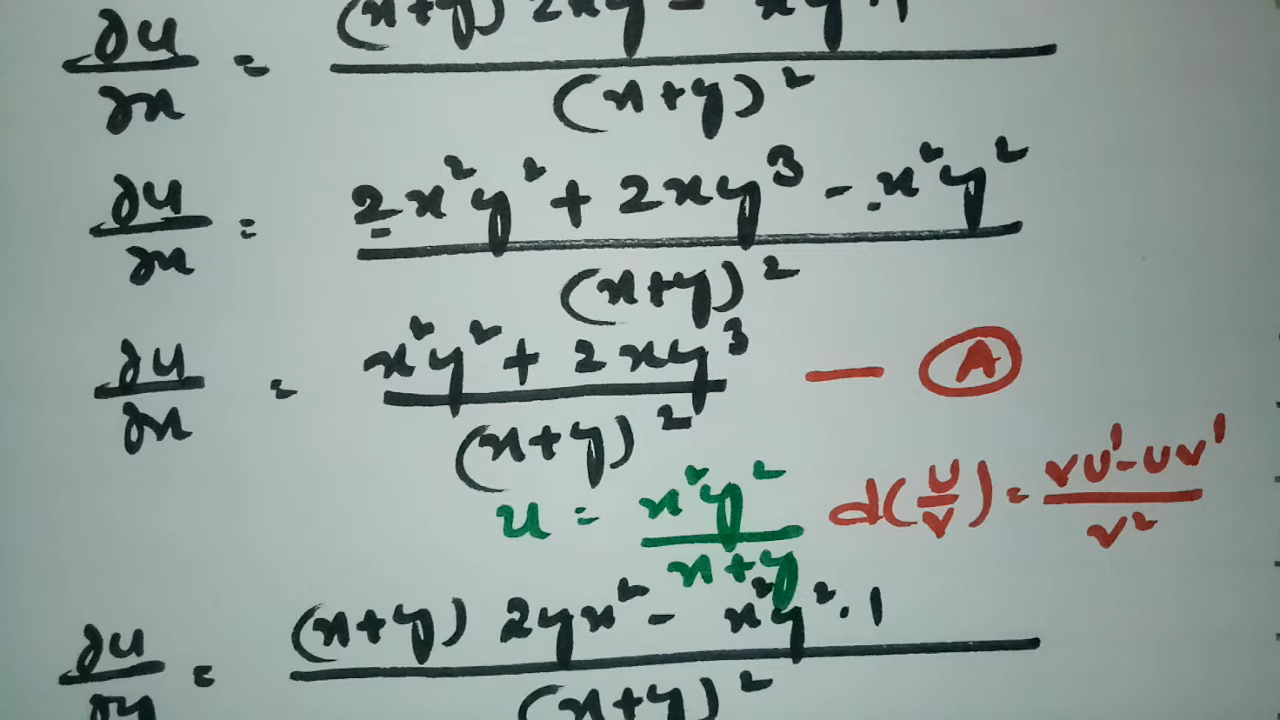 ∂u/∂x = ((x+y) 2xy² - x²y²·1)/(x+y)²
∂u/∂x = (2x²y² + 2xy³ - x²y²)/(x+y)²
∂u/∂x = (x²y² + 2xy³)/(x+y)² — A
u = x²y²/(x+y) d(u/v) = (vu' - uv')/v²
∂u/∂y = ((x+y) 2yx² - x²y²·1)/(x+y)²